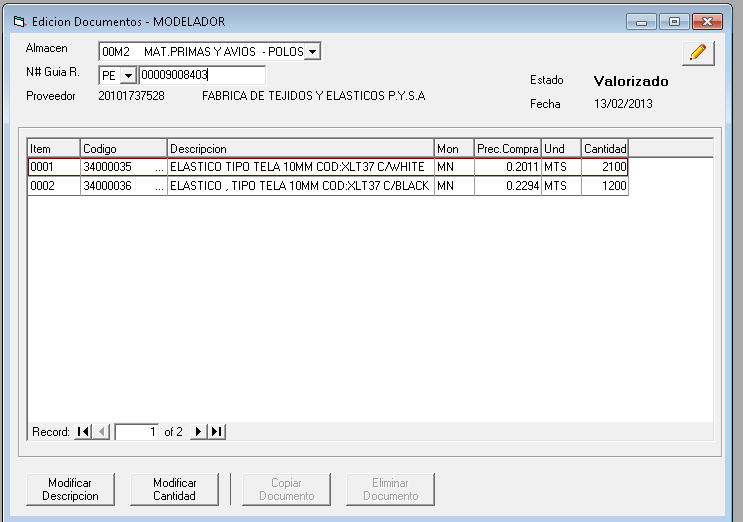 Edicion Documentos - MODELADOR
Almacen 00M2 MAT.PRIMAS Y AVIOS - POLOS
N# Guia R. PE 00009008403
Estado Valorizado
Proveedor 20101737528 FABRICA DE TEJIDOS Y ELASTICOS P.Y.S.A
Fecha 13/02/2013
Item Codigo Descripcion Mon Prec.Compra Und Cantidad
0001 34000035 ... ELASTICO TIPO TELA 10MM COD:XLT37 C/WHITE MN 0.2011 MTS 2100
0002 34000036 ... ELASTICO , TIPO TELA 10MM COD:XLT37 C/BLACK MN 0.2294 MTS 1200
Record: 1 of 2
Modificar Descripcion
Modificar Cantidad
Copiar Documento
Eliminar Documento